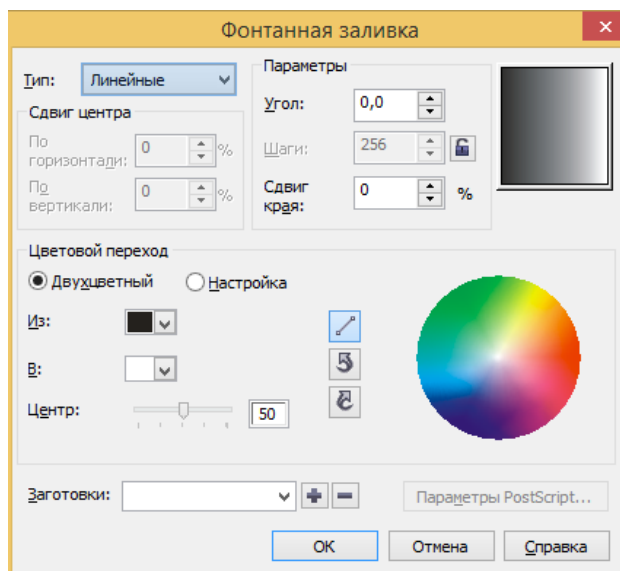 Фонтанная заливка
Тип: Линейные
Сдвиг центра
По
горизонтали: 0 %
По
вертикали: 0 %
Параметры
Угол: 0,0
Шаги: 256
Сдвиг
края: 0 %
Цветовой переход
Двухцветный Настройка
Из:
В:
Центр: 50
Заготовки:
Параметры PostScript...
ОК Отмена Справка